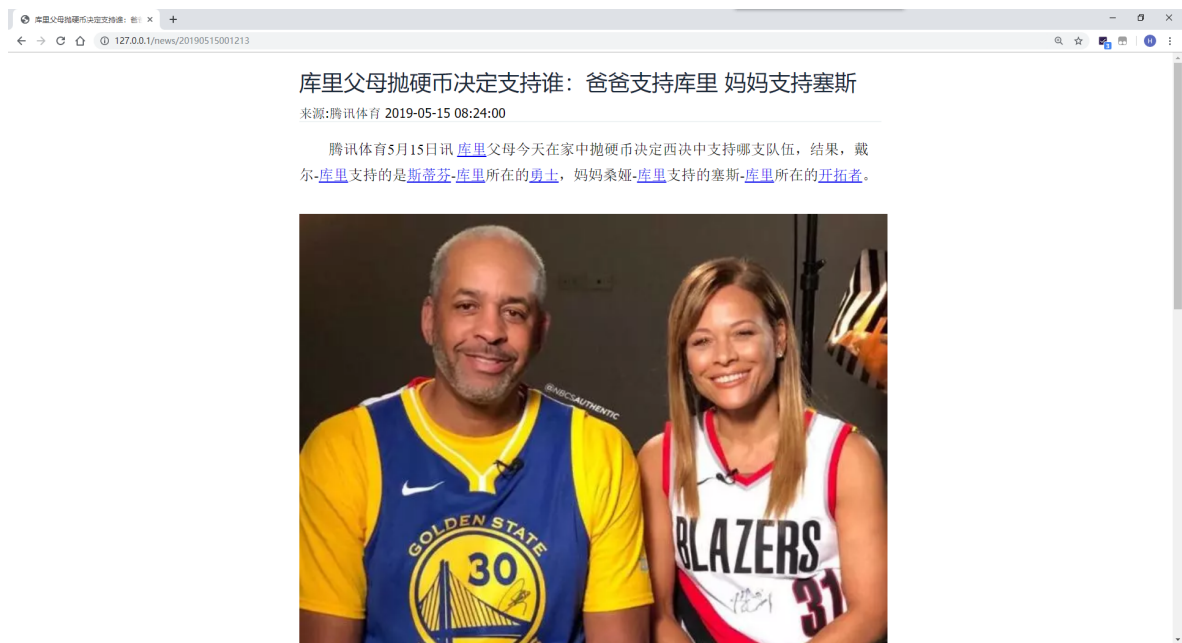 库里父母抛硬币决定支持谁：爸
127.0.0.1/news/20190515001213
库里父母抛硬币决定支持谁：爸爸支持库里 妈妈支持塞斯
来源:腾讯体育 2019-05-15 08:24:00
腾讯体育5月15日讯 库里父母今天在家中抛硬币决定西决中支持哪支队伍，结果，戴
尔-库里支持的是斯蒂芬-库里所在的勇士，妈妈桑娅-库里支持的塞斯-库里所在的开拓者。
@NBCSAUTHENTIC
GOLDEN STATE
30
BLAZERS
31